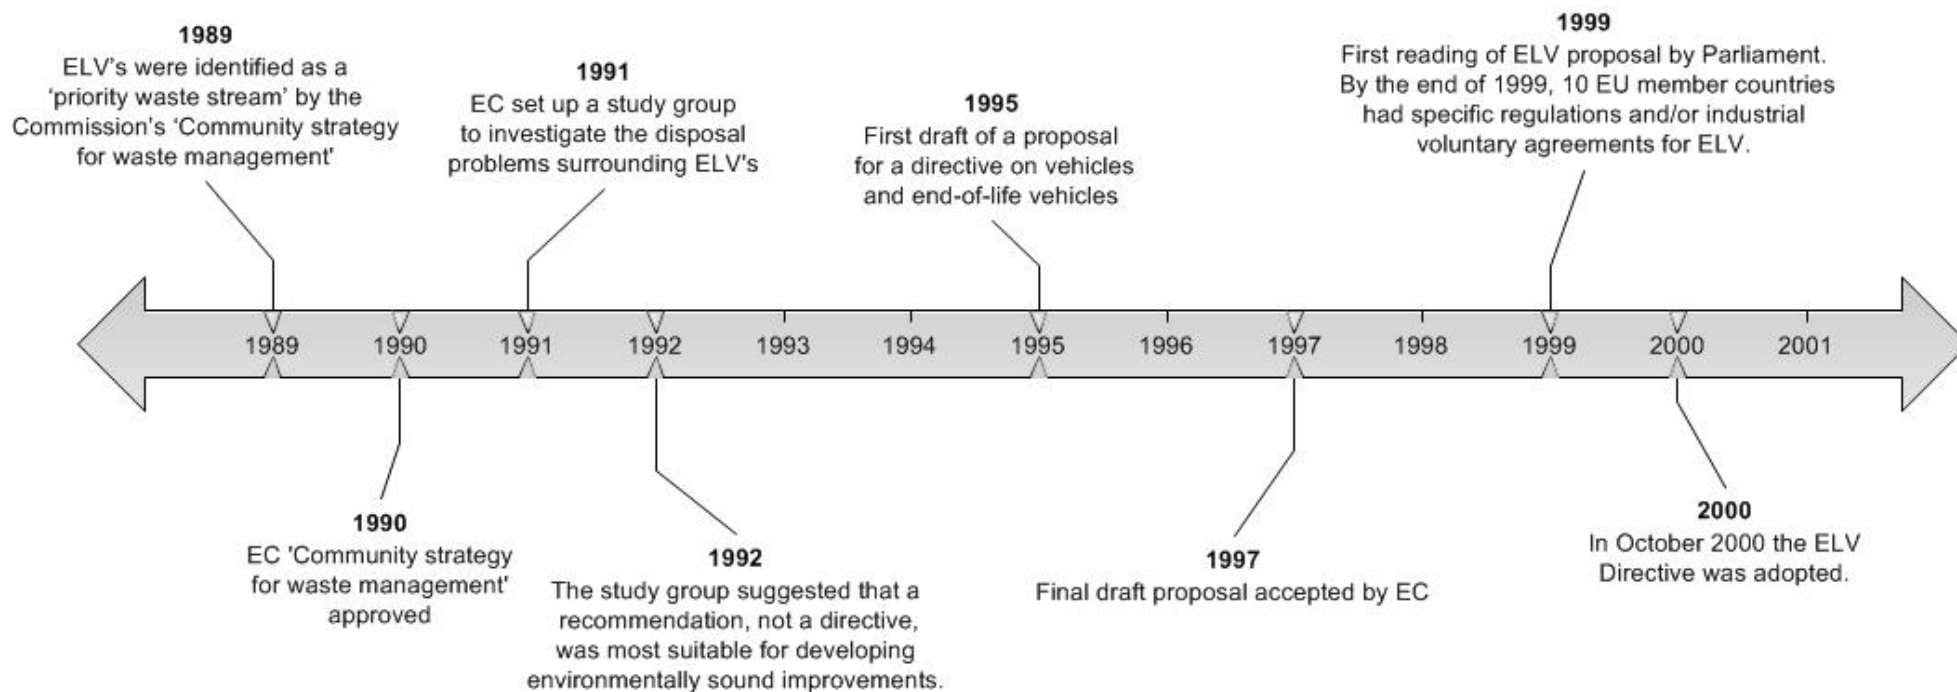 1989
ELV's were identified as a
‘priority waste stream’ by the
Commission's ‘Community strategy
for waste management'
1991
EC set up a study group
to investigate the disposal
problems surrounding ELV's
1995
First draft of a proposal
for a directive on vehicles
and end-of-life vehicles
1999
First reading of ELV proposal by Parliament.
By the end of 1999, 10 EU member countries
had specific regulations and/or industrial
voluntary agreements for ELV.
1989 1990 1991 1992 1993 1994 1995 1996 1997 1998 1999 2000 2001
1990
EC 'Community strategy
for waste management'
approved
1992
The study group suggested that a
recommendation, not a directive,
was most suitable for developing
environmentally sound improvements.
1997
Final draft proposal accepted by EC
2000
In October 2000 the ELV
Directive was adopted.